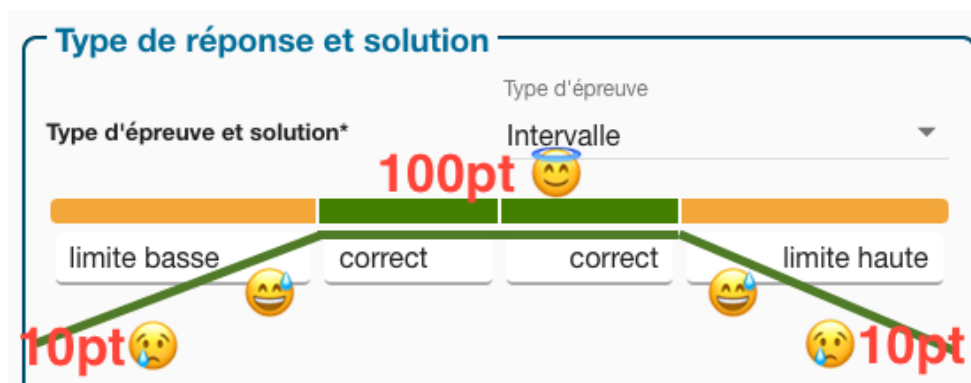 Type de réponse et solution
Type d'épreuve
Type d'épreuve et solution*
Intervalle
100pt
limite basse
correct
correct
limite haute
10pt
10pt